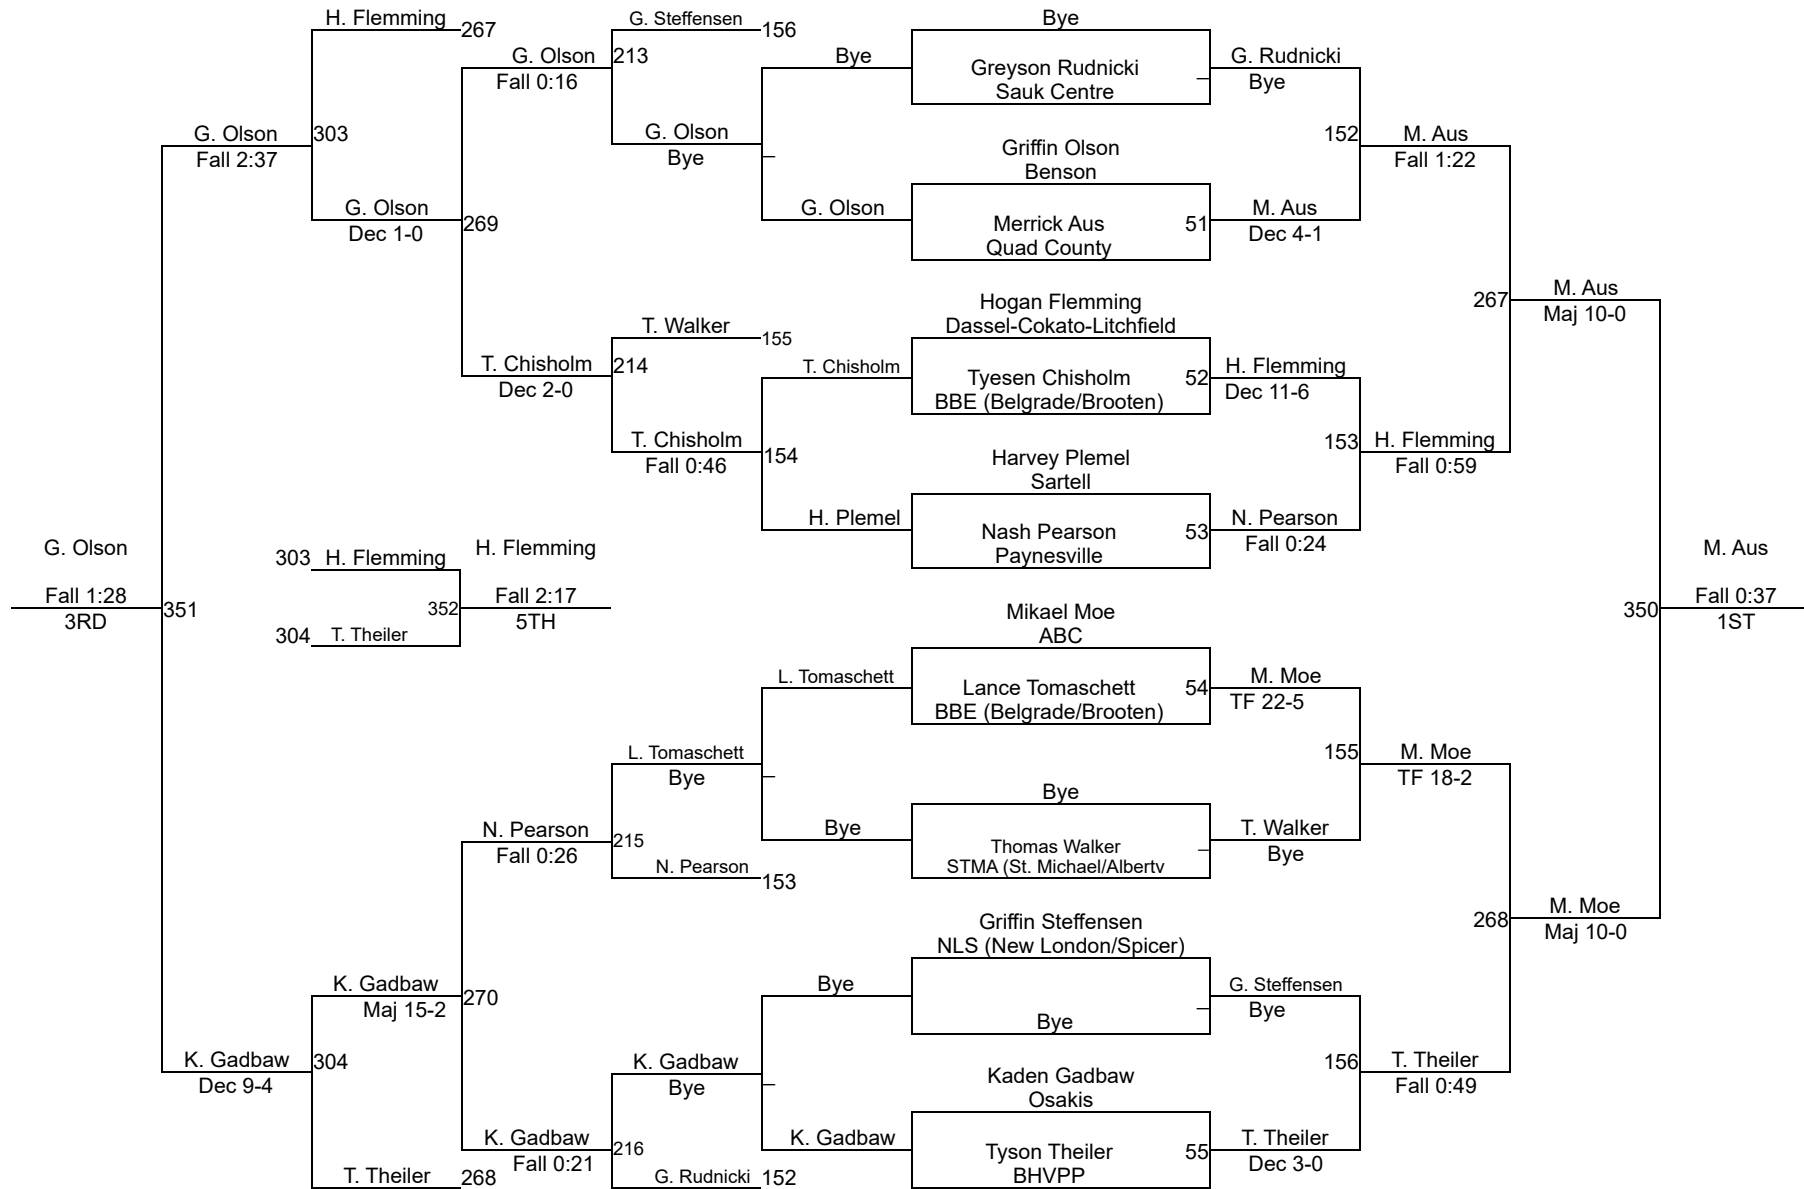 H. Flemming
267
G. Steffensen
156
Bye
G. Olson
213
Fall 0:16
Bye
Greyson Rudnicki
Sauk Centre
_
G. Rudnicki
Bye
G. Olson
303
Fall 2:37
G. Olson
Bye
_
Griffin Olson
Benson
152
M. Aus
Fall 1:22
G. Olson
269
Dec 1-0
G. Olson
Merrick Aus
51
Quad County
M. Aus
Dec 4-1
267
M. Aus
Maj 10-0
Hogan Flemming
Dassel-Cokato-Litchfield
T. Walker
155
T. Chisholm
214
Dec 2-0
T. Chisholm
Tyesen Chisholm
52
BBE (Belgrade/Brooten)
H. Flemming
Dec 11-6
T. Chisholm
154
Fall 0:46
153
H. Flemming
Fall 0:59
Harvey Plemel
Sartell
H. Plemel
Nash Pearson
53
Paynesville
N. Pearson
Fall 0:24
G. Olson
Fall 1:28
351
3RD
303
H. Flemming
H. Flemming
352
Fall 2:17
5TH
304
T. Theiler
M. Aus
350
Fall 0:37
1ST
Mikael Moe
ABC
L. Tomaschett
Lance Tomaschett
54
BBE (Belgrade/Brooten)
M. Moe
TF 22-5
L. Tomaschett
Bye
_
155
M. Moe
TF 18-2
Bye
N. Pearson
215
Fall 0:26
Bye
Thomas Walker
_
STMA (St. Michael/Albertv
T. Walker
Bye
N. Pearson
153
268
M. Moe
Maj 10-0
Griffin Steffensen
NLS (New London/Spicer)
K. Gadbaw
270
Maj 15-2
Bye
_
Bye
G. Steffensen
Bye
K. Gadbaw
304
Dec 9-4
K. Gadbaw
Bye
_
156
T. Theiler
Fall 0:49
Kaden Gadbaw
Osakis
K. Gadbaw
216
Fall 0:21
K. Gadbaw
Tyson Theiler
55
BHVPP
T. Theiler
Dec 3-0
T. Theiler
268
G. Rudnicki
152